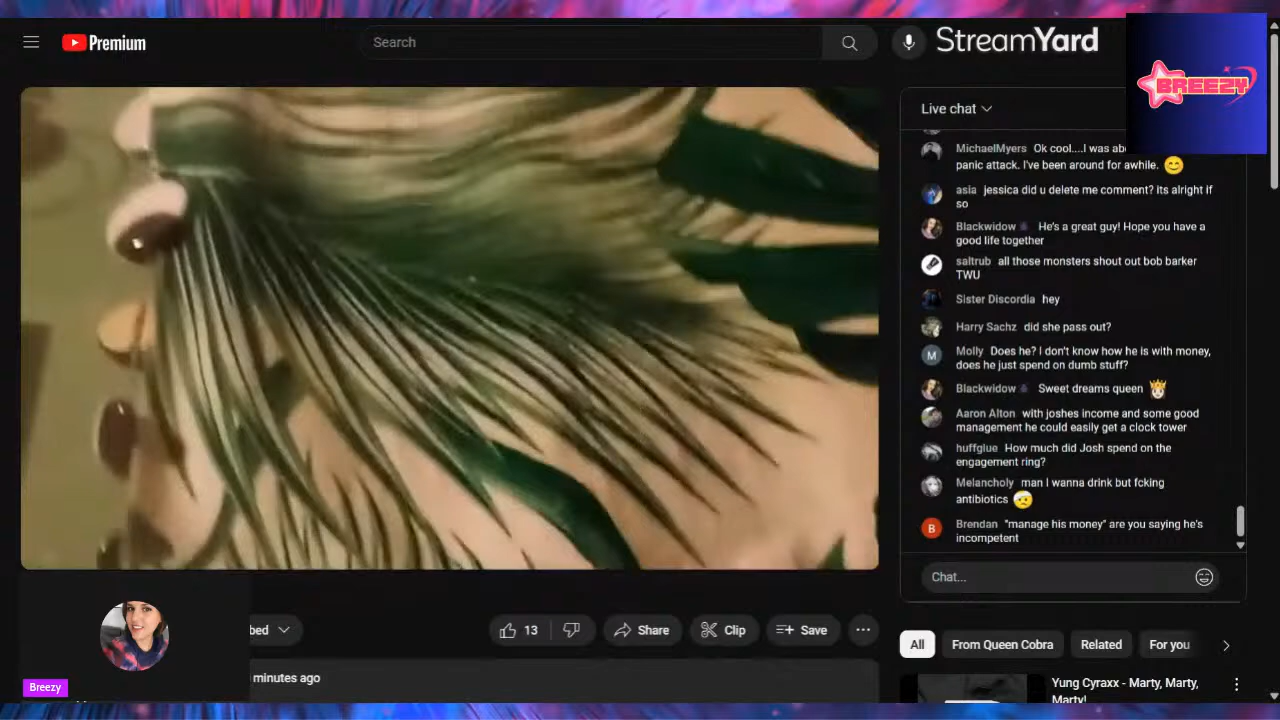 Premium
Search
StreamYard
BREEZY
Live chat
MichaelMyers Ok cool....I was abo
panic attack. I've been around for awhile.
asia jessica did u delete me comment? its alright if
so
Blackwidow He's a great guy! Hope you have a
good life together
saltrub all those monsters shout out bob barker
TWU
Sister Discordia hey
Harry Sachz did she pass out?
M Molly Does he? I don't know how he is with money,
does he just spend on dumb stuff?
Blackwidow Sweet dreams queen
Aaron Alton with joshes income and some good
management he could easily get a clock tower
huffglue How much did Josh spend on the
engagement ring?
Melancholy man I wanna drink but fcking
antibiotics
B Brendan "manage his money" are you saying he's
incompetent
Chat...
bed
13
Share
Clip
Save
All
From Queen Cobra
Related
For you
minutes ago
Breezy
Yung Cyraxx - Marty, Marty,
Marty!